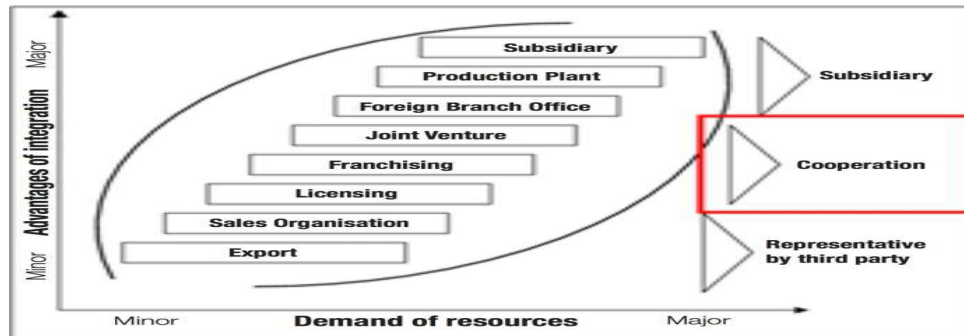 Major
Advantages of integration
Minor
Subsidiary
Production Plant
Foreign Branch Office
Joint Venture
Franchising
Licensing
Sales Organisation
Export
Subsidiary
Cooperation
Representative
by third party
Minor
Demand of resources
Major